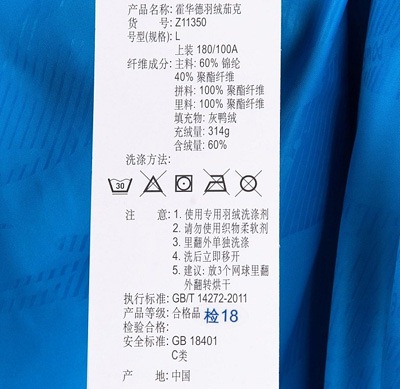 产品名称: 霍华德羽绒茄克
货 号: Z11350
号型(规格): L
上装 180/100A
纤维成分: 主料: 60% 锦纶
40% 聚酯纤维
拼料: 100% 聚酯纤维
里料: 100% 聚酯纤维
填充物: 灰鸭绒
充绒量: 314g
含绒量: 60%
洗涤方法:
30
注 意: 1. 使用专用羽绒洗涤剂
2. 请勿使用织物柔软剂
3. 里翻外单独洗涤
4. 洗后立即移开
5. 建议: 放3个网球里翻
外翻转烘干
执行标准: GB/T 14272-2011
产品等级: 合格品 检18
检验合格:
安全标准: GB 18401
C类
产 地: 中国